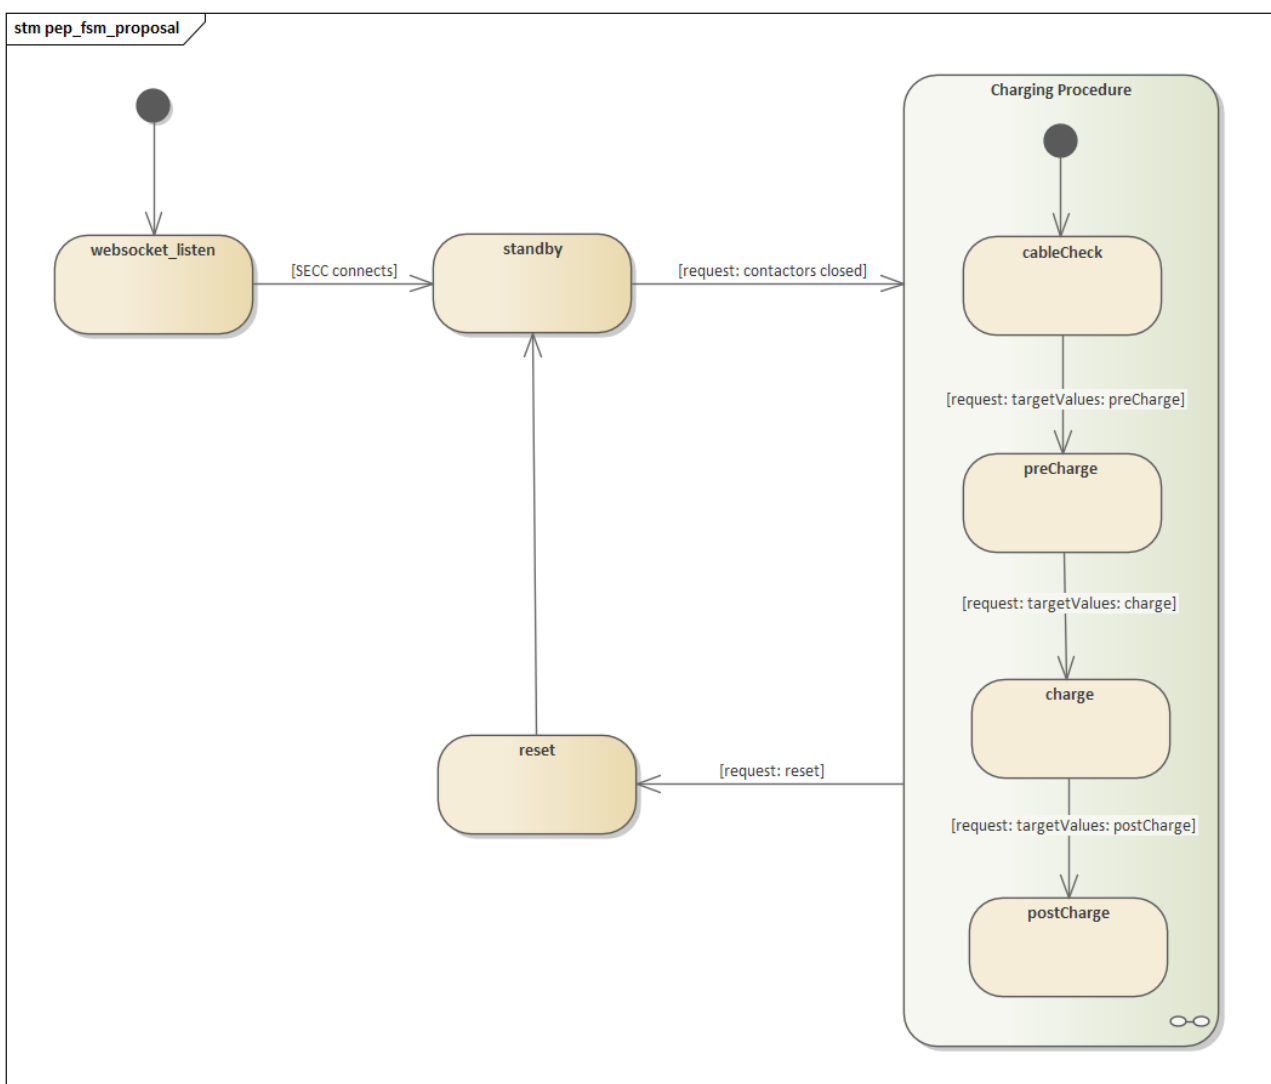 stm pep_fsm_proposal
Charging Procedure
websocket_listen
[SECC connects]
standby
[request: contactors closed]
cableCheck
[request: targetValues: preCharge]
preCharge
[request: targetValues: charge]
charge
reset
[request: reset]
[request: targetValues: postCharge]
postCharge